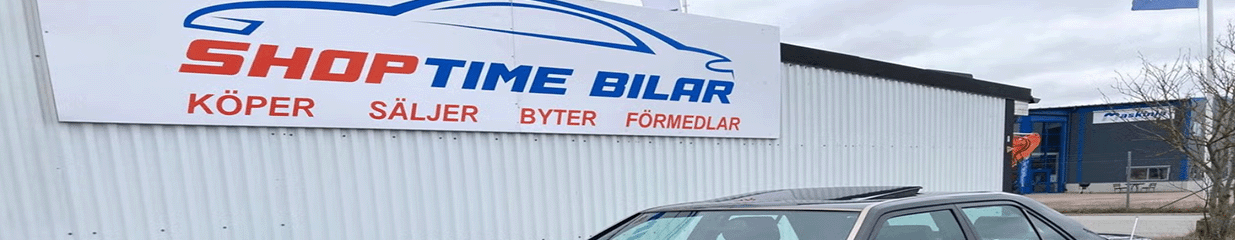 SHOPTIME BILAR
KÖPER SÄLJER BYTER FÖRMEDLAR